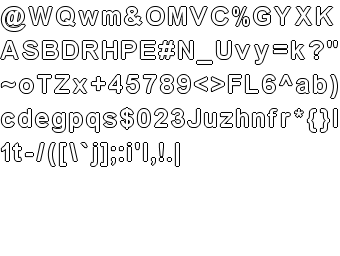 @WQwm&OMVC%GYXK
ASBDRHPE#N_Uvy=k?"
~oTZx+45789<>FL6^ab)
cdegpqs$023Juzhnfr*{}I
1t-/([\`j];:i'l,!.|